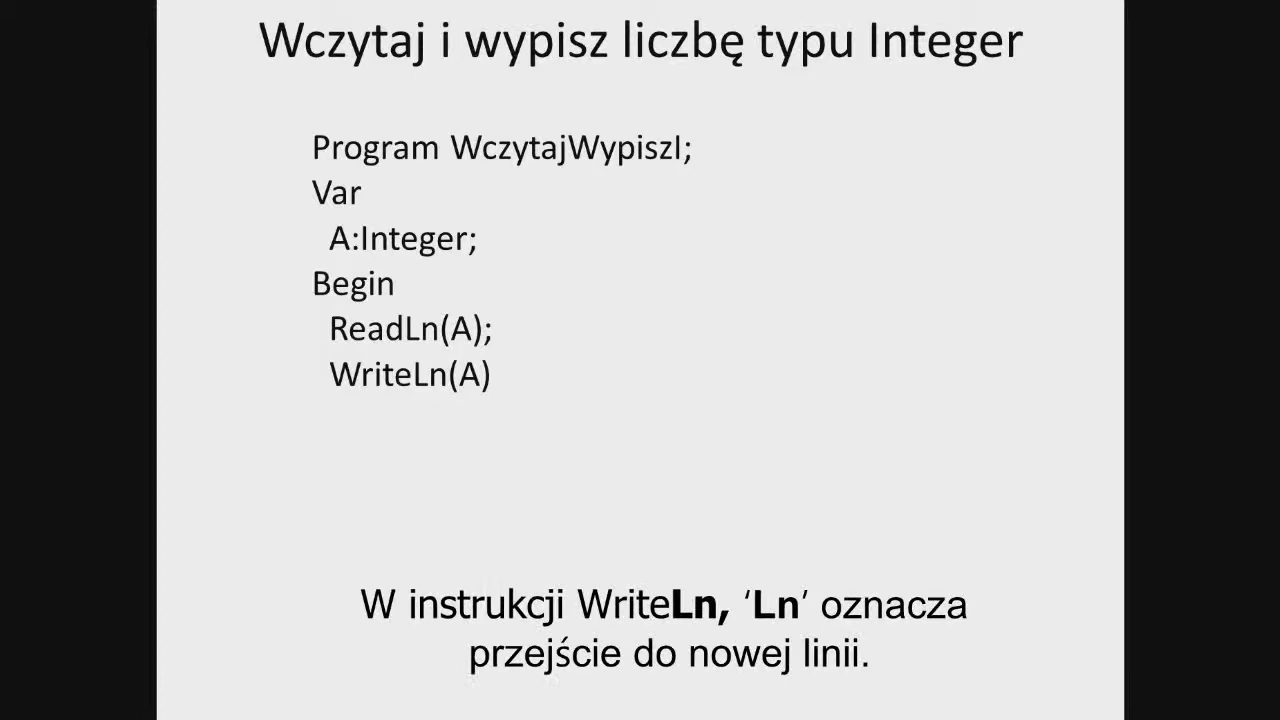 Wczytaj i wypisz liczbę typu Integer
Program WczytajWypiszI;
Var
A:Integer;
Begin
ReadLn(A);
WriteLn(A)
W instrukcji WriteLn, ‘Ln’ oznacza
przejście do nowej linii.